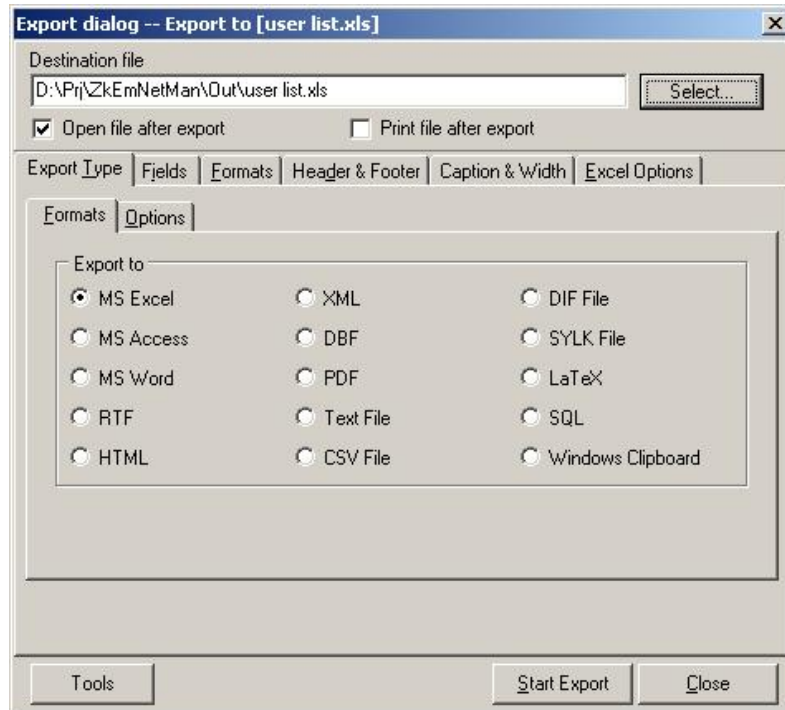 Export dialog -- Export to [user list.xls]
Destination file
D:\Prj\ZkEmNetMan\Out\user list.xls Select...
Open file after export Print file after export
Export Type Fields Formats Header & Footer Caption & Width Excel Options
Formats Options
Export to
MS Excel XML DIF File
MS Access DBF SYLK File
MS Word PDF LaTeX
RTF Text File SQL
HTML CSV File Windows Clipboard
Tools Start Export Close